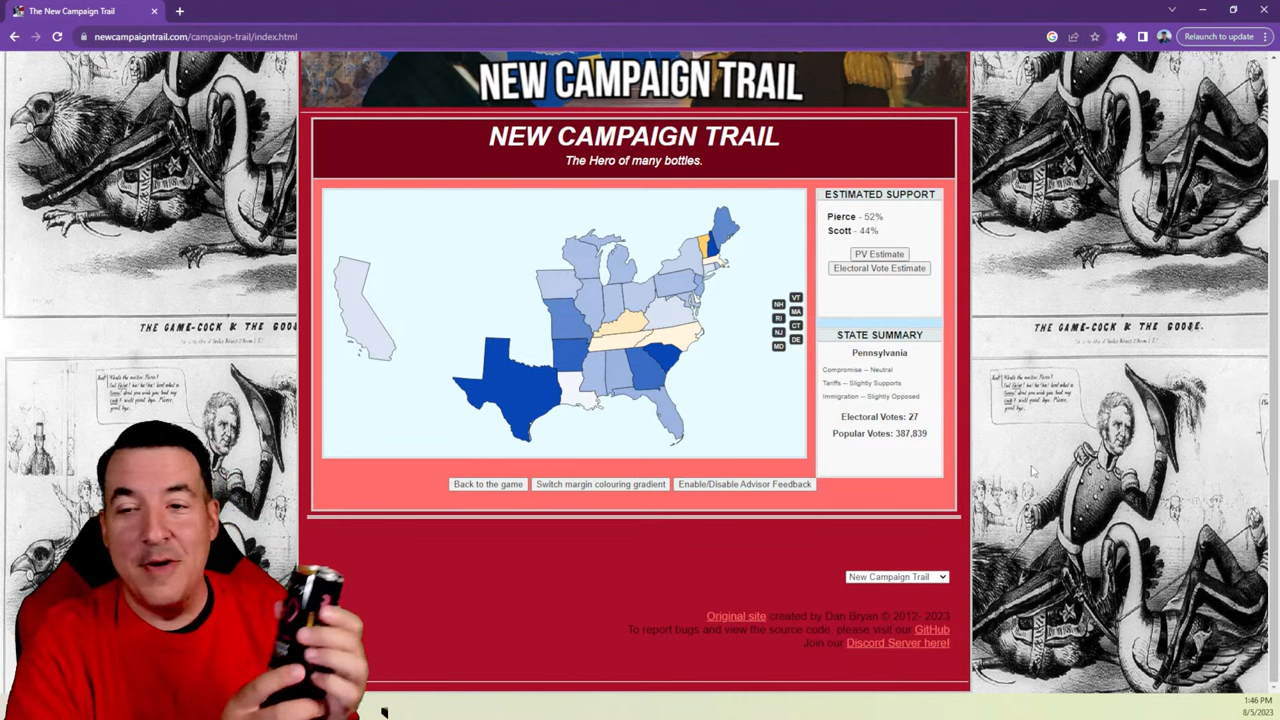 The New Campaign Trail
newcampaigntrail.com/campaign-trail/index.html
Relaunch to update
NEW CAMPAIGN TRAIL
NEW CAMPAIGN TRAIL
The Hero of many bottles.
ESTIMATED SUPPORT
Pierce - 52%
Scott - 44%
PV Estimate
Electoral Vote Estimate
NH
VT
RI
MA
NJ
CT
MD
DE
STATE SUMMARY
Pennsylvania
Compromise -- Neutral
Tariffs -- Slightly Supports
Immigration -- Slightly Opposed
Electoral Votes: 27
Popular Votes: 387,839
Back to the game
Switch margin colouring gradient
Enable/Disable Advisor Feedback
THE GAME-COCK & THE GOOSE
THE GAME-COCK & THE GOOSE.
New Campaign Trail
Original site created by Dan Bryan © 2012- 2023
To report bugs and view the source code, please visit our GitHub
Join our Discord Server here!
1:46 PM
8/5/2023